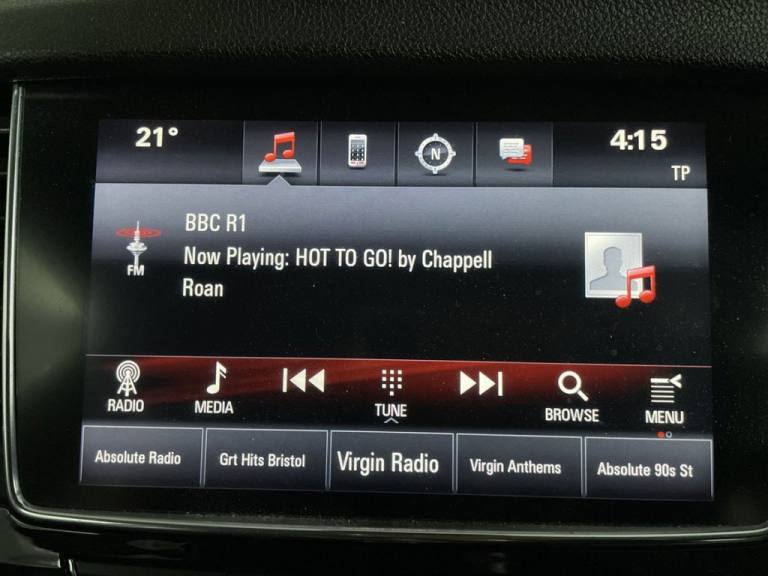 21°
N
4:15
TP
BBC R1
FM
Now Playing: HOT TO GO! by Chappell
Roan
RADIO
MEDIA
TUNE
BROWSE
MENU
Absolute Radio
Grt Hits Bristol
Virgin Radio
Virgin Anthems
Absolute 90s St